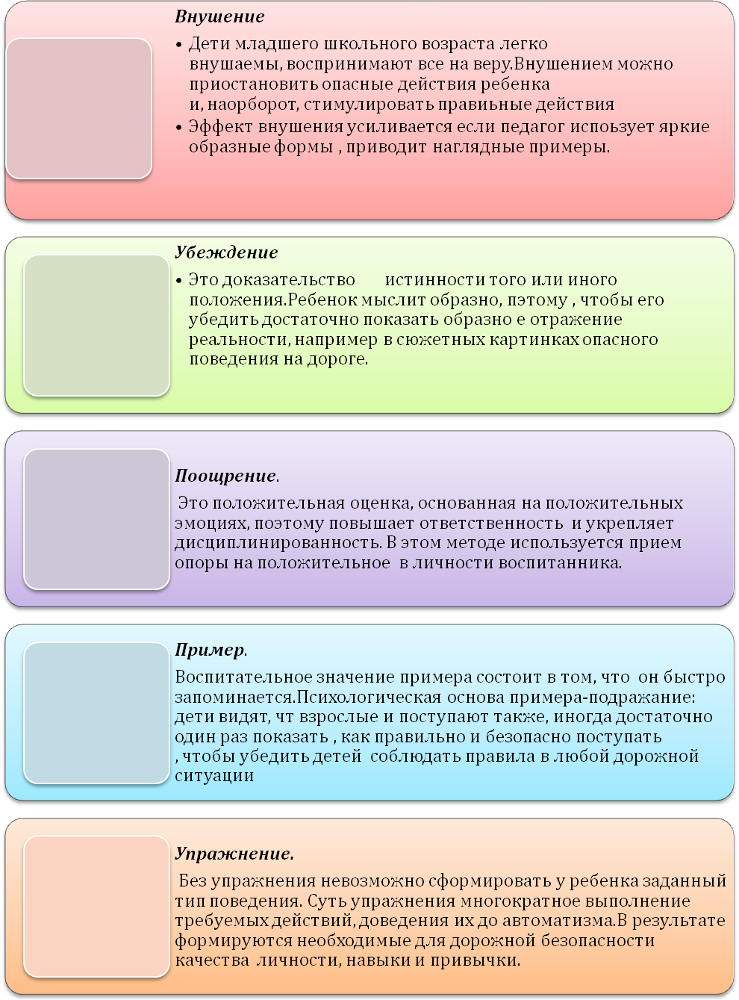 Внушение
• Дети младшего школьного возраста легко
внушаемы, воспринимают все на веру.Внушением можно
приостановить опасные действия ребенка
и, наорборот, стимулировать правиьные действия
• Эффект внушения усиливается если педагог испоьзует яркие
образные формы , приводит наглядные примеры.
Убеждение
• Это доказательство истинности того или иного
положения.Ребенок мыслит образно, пэтому , чтобы его
убедить достаточно показать образно е отражение
реальности, например в сюжетных картинках опасного
поведения на дороге.
Поощрение.
Это положительная оценка, основанная на положительных
эмоциях, поэтому повышает ответственность и укрепляет
дисциплинированность. В этом методе используется прием
опоры на положительное в личности воспитанника.
Пример.
Воспитательное значение примера состоит в том, что он быстро
запоминается.Психологическая основа примера-подражание:
дети видят, чт взрослые и поступают также, иногда достаточно
один раз показать , как правильно и безопасно поступать
, чтобы убедить детей соблюдать правила в любой дорожной
ситуации
Упражнение.
Без упражнения невозможно сформировать у ребенка заданный
тип поведения. Суть упражнения многократное выполнение
требуемых действий, доведения их до автоматизма.В результате
формируются необходимые для дорожной безопасности
качества личности, навыки и привычки.